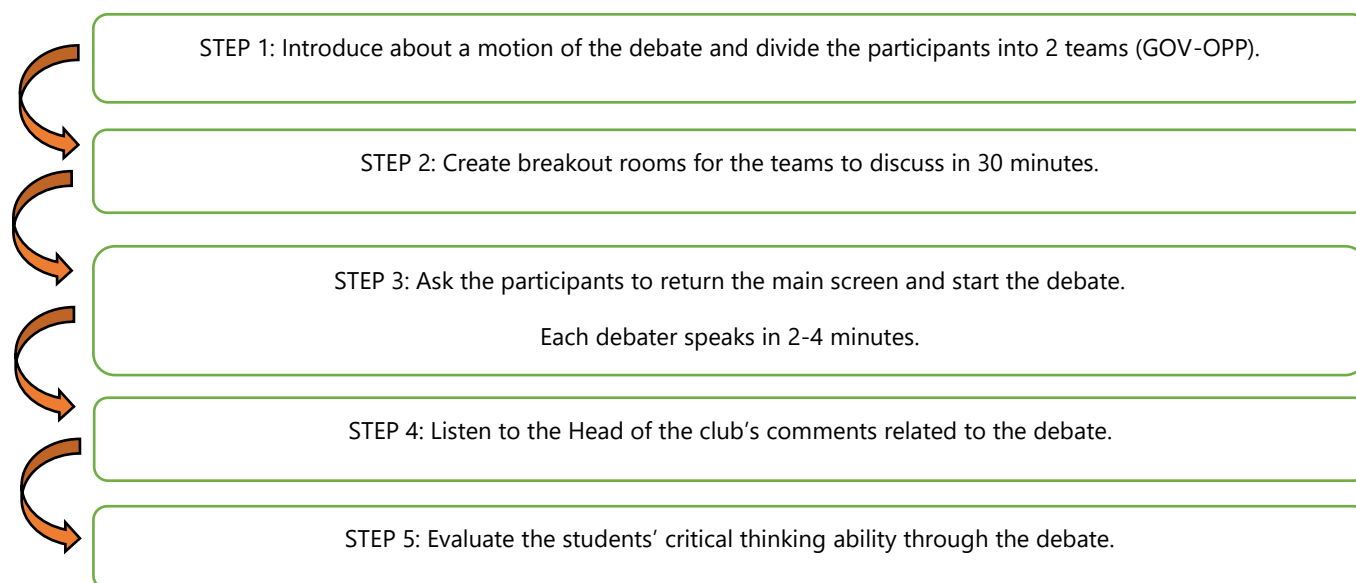 STEP 1: Introduce about a motion of the debate and divide the participants into 2 teams (GOV-OPP).
STEP 2: Create breakout rooms for the teams to discuss in 30 minutes.
STEP 3: Ask the participants to return the main screen and start the debate.
Each debater speaks in 2-4 minutes.
STEP 4: Listen to the Head of the club’s comments related to the debate.
STEP 5: Evaluate the students’ critical thinking ability through the debate.